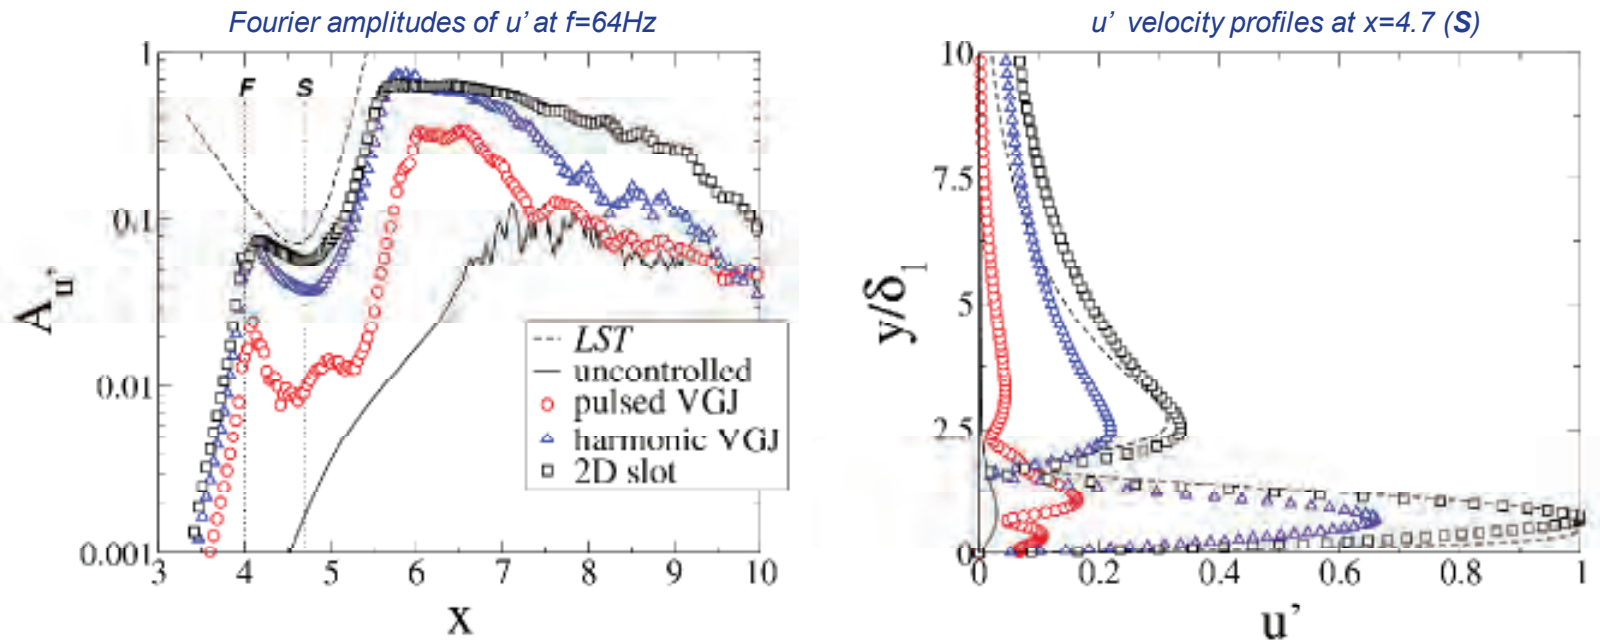 Fourier amplitudes of u’ at f=64Hz
1
0.1
0.01
0.001
A u'
F
S
LST
uncontrolled
pulsed VGJ
harmonic VGJ
2D slot
3 4 5 6 7 8 9 10
x
u’ velocity profiles at x=4.7 (S)
10
7.5
5
2.5
0
y/δ1
0 0.2 0.4 0.6 0.8 1
u’